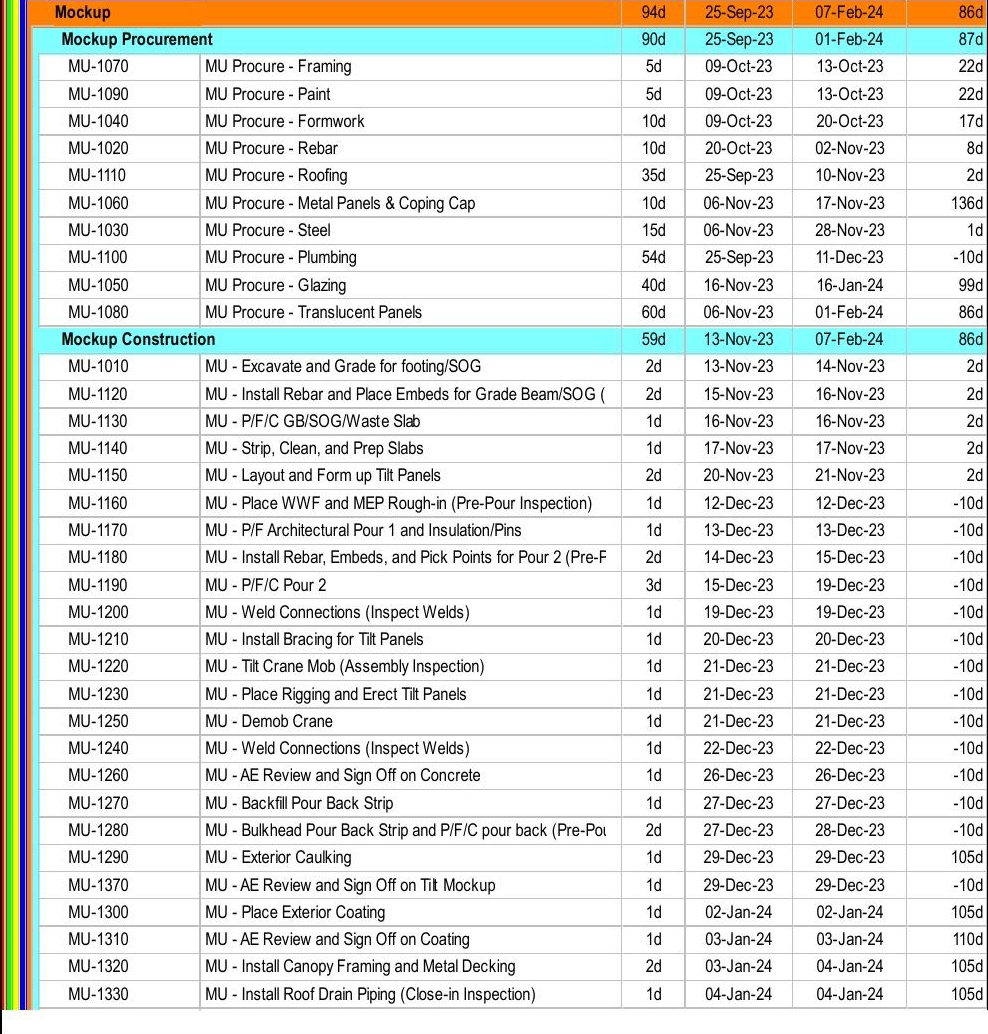 Mockup 94d 25-Sep-23 07-Feb-24 86d
Mockup Procurement 90d 25-Sep-23 01-Feb-24 87d
MU-1070 MU Procure - Framing 5d 09-Oct-23 13-Oct-23 22d
MU-1090 MU Procure - Paint 5d 09-Oct-23 13-Oct-23 22d
MU-1040 MU Procure - Formwork 10d 09-Oct-23 20-Oct-23 17d
MU-1020 MU Procure - Rebar 10d 20-Oct-23 02-Nov-23 8d
MU-1110 MU Procure - Roofing 35d 25-Sep-23 10-Nov-23 2d
MU-1060 MU Procure - Metal Panels & Coping Cap 10d 06-Nov-23 17-Nov-23 136d
MU-1030 MU Procure - Steel 15d 06-Nov-23 28-Nov-23 1d
MU-1100 MU Procure - Plumbing 54d 25-Sep-23 11-Dec-23 -10d
MU-1050 MU Procure - Glazing 40d 16-Nov-23 16-Jan-24 99d
MU-1080 MU Procure - Translucent Panels 60d 06-Nov-23 01-Feb-24 86d
Mockup Construction 59d 13-Nov-23 07-Feb-24 86d
MU-1010 MU - Excavate and Grade for footing/SOG 2d 13-Nov-23 14-Nov-23 2d
MU-1120 MU - Install Rebar and Place Embeds for Grade Beam/SOG ( 2d 15-Nov-23 16-Nov-23 2d
MU-1130 MU - P/F/C GB/SOG/Waste Slab 1d 16-Nov-23 16-Nov-23 2d
MU-1140 MU - Strip, Clean, and Prep Slabs 1d 17-Nov-23 17-Nov-23 2d
MU-1150 MU - Layout and Form up Tilt Panels 2d 20-Nov-23 21-Nov-23 2d
MU-1160 MU - Place WWF and MEP Rough-in (Pre-Pour Inspection) 1d 12-Dec-23 12-Dec-23 -10d
MU-1170 MU - P/F Architectural Pour 1 and Insulation/Pins 1d 13-Dec-23 13-Dec-23 -10d
MU-1180 MU - Install Rebar, Embeds, and Pick Points for Pour 2 (Pre-P 2d 14-Dec-23 15-Dec-23 -10d
MU-1190 MU - P/F/C Pour 2 3d 15-Dec-23 19-Dec-23 -10d
MU-1200 MU - Weld Connections (Inspect Welds) 1d 19-Dec-23 19-Dec-23 -10d
MU-1210 MU - Install Bracing for Tilt Panels 1d 20-Dec-23 20-Dec-23 -10d
MU-1220 MU - Tilt Crane Mob (Assembly Inspection) 1d 21-Dec-23 21-Dec-23 -10d
MU-1230 MU - Place Rigging and Erect Tilt Panels 1d 21-Dec-23 21-Dec-23 -10d
MU-1250 MU - Demob Crane 1d 21-Dec-23 21-Dec-23 -10d
MU-1240 MU - Weld Connections (Inspect Welds) 1d 22-Dec-23 22-Dec-23 -10d
MU-1260 MU - AE Review and Sign Off on Concrete 1d 26-Dec-23 26-Dec-23 -10d
MU-1270 MU - Backfill Pour Back Strip 1d 27-Dec-23 27-Dec-23 -10d
MU-1280 MU - Bulkhead Pour Back Strip and P/F/C pour back (Pre-Pou 2d 27-Dec-23 28-Dec-23 -10d
MU-1290 MU - Exterior Caulking 1d 29-Dec-23 29-Dec-23 105d
MU-1370 MU - AE Review and Sign Off on Tilt Mockup 1d 29-Dec-23 29-Dec-23 -10d
MU-1300 MU - Place Exterior Coating 1d 02-Jan-24 02-Jan-24 105d
MU-1310 MU - AE Review and Sign Off on Coating 1d 03-Jan-24 03-Jan-24 110d
MU-1320 MU - Install Canopy Framing and Metal Decking 2d 03-Jan-24 04-Jan-24 105d
MU-1330 MU - Install Roof Drain Piping (Close-in Inspection) 1d 04-Jan-24 04-Jan-24 105d